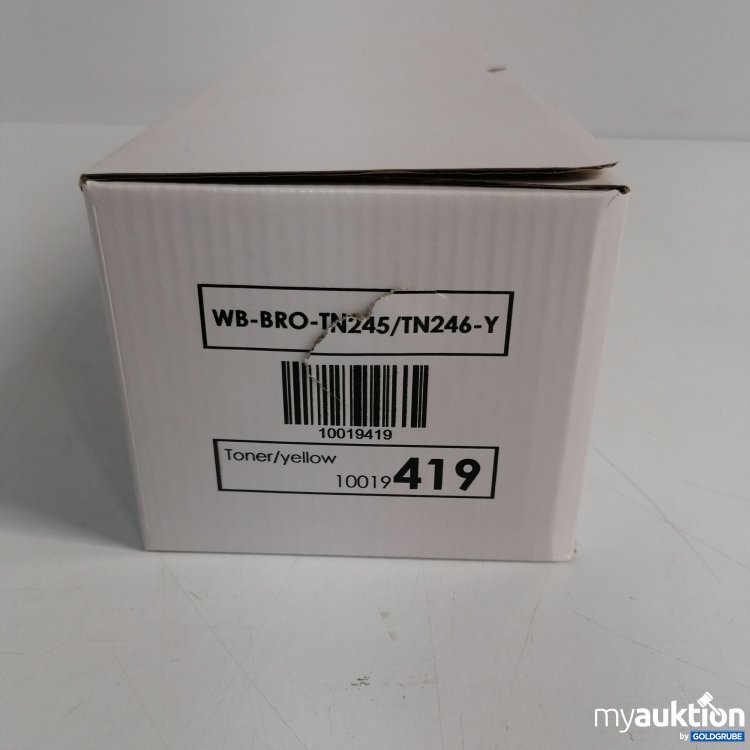 WB-BRO-TN245/TN246-Y
10019419
Toner/yellow
10019419
myauktion
by GOLDGRUBE